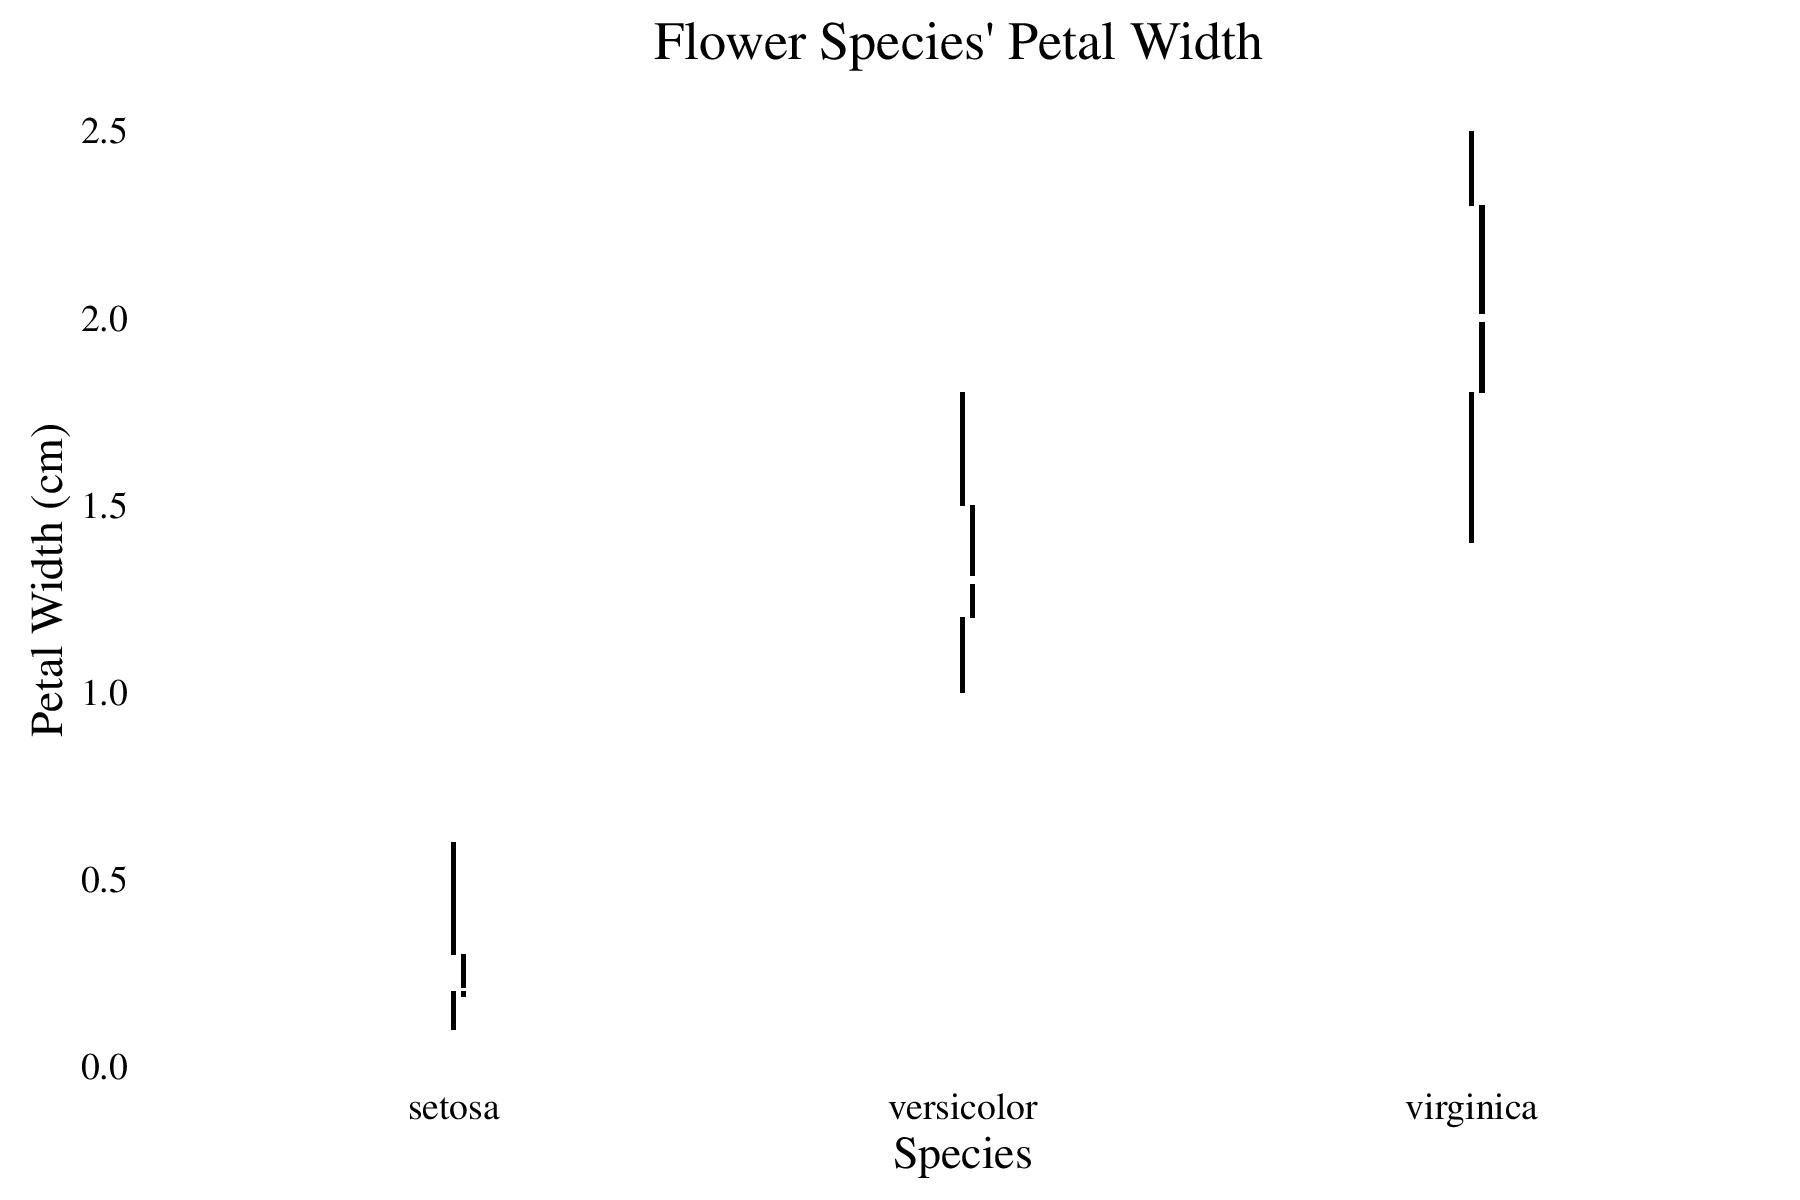 Flower Species' Petal Width
Petal Width (cm)
2.5
2.0
1.5
1.0
0.5
0.0
setosa versicolor virginica
Species